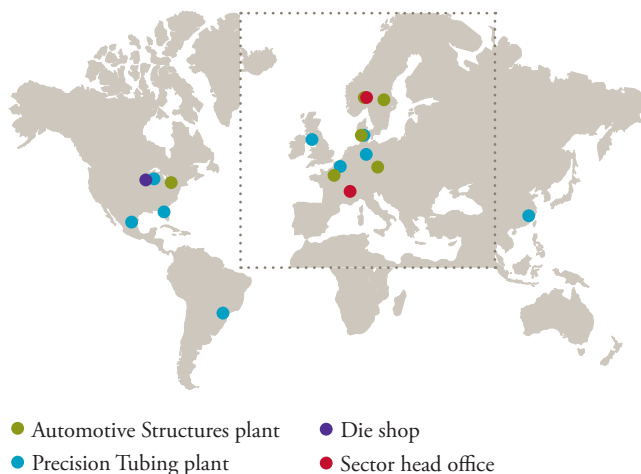 Automotive Structures plant
Precision Tubing plant
Die shop
Sector head office